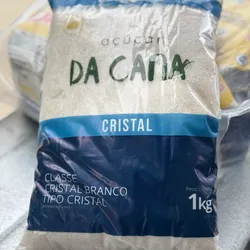 açúcar
DA CANA
CRISTAL
CLASSE
CRISTAL BRANCO
TIPO CRISTAL
1kg